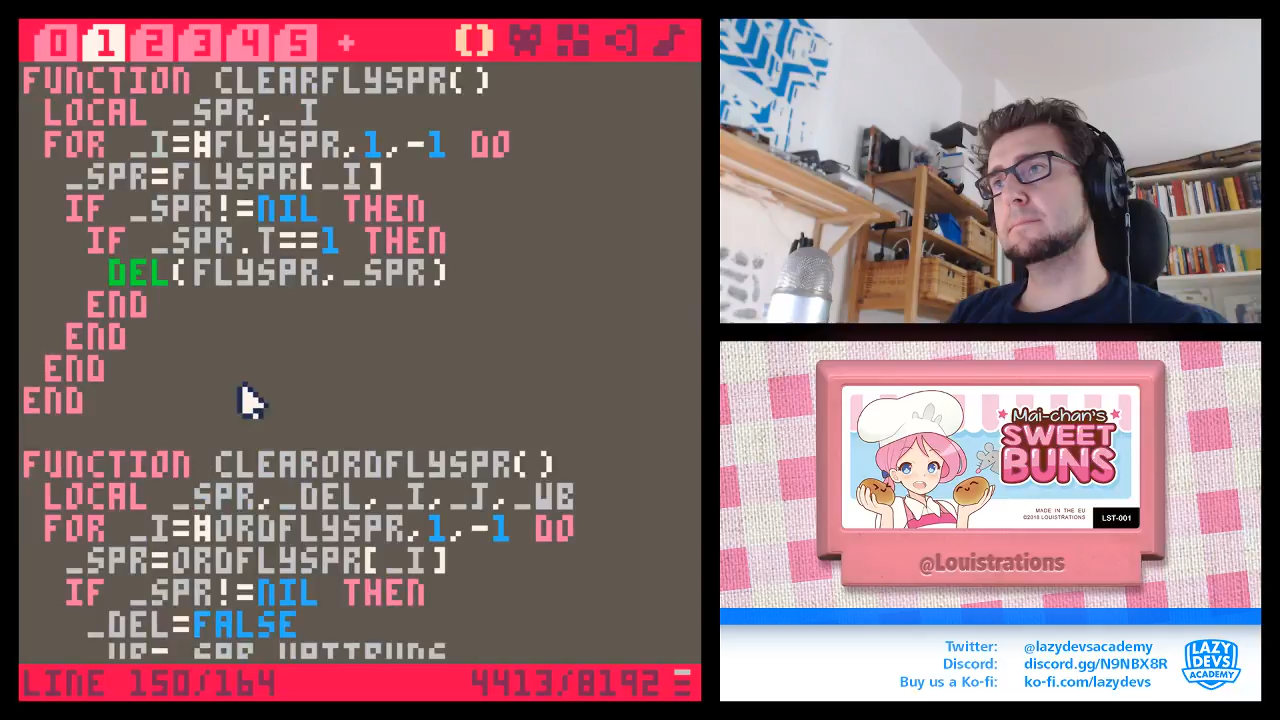 0 1 2 3 4 5 +
FUNCTION CLEARFLYSPR()
LOCAL _SPR,_I
FOR _I=#FLYSPR,1,-1 DO
_SPR=FLYSPR[_I]
IF _SPR!=NIL THEN
IF _SPR.T==1 THEN
DEL(FLYSPR,_SPR)
END
END
END
END
FUNCTION CLEARORDFLYSPR()
LOCAL _SPR,_DEL,_I,_J,_WB
FOR _I=#ORDFLYSPR,1,-1 DO
_SPR=ORDFLYSPR[_I]
IF _SPR!=NIL THEN
_DEL=FALSE
LINE 150/164 4413/8192
Mai-chan's
SWEET
BUNS
MADE IN THE EU
©2018 LOUISTRATIONS
LST-001
@Louistrations
Twitter: @lazydevsacademy
Discord: discord.gg/N9NBX8R
Buy us a Ko-fi: ko-fi.com/lazydevs
LAZY
DEVS
ACADEMY